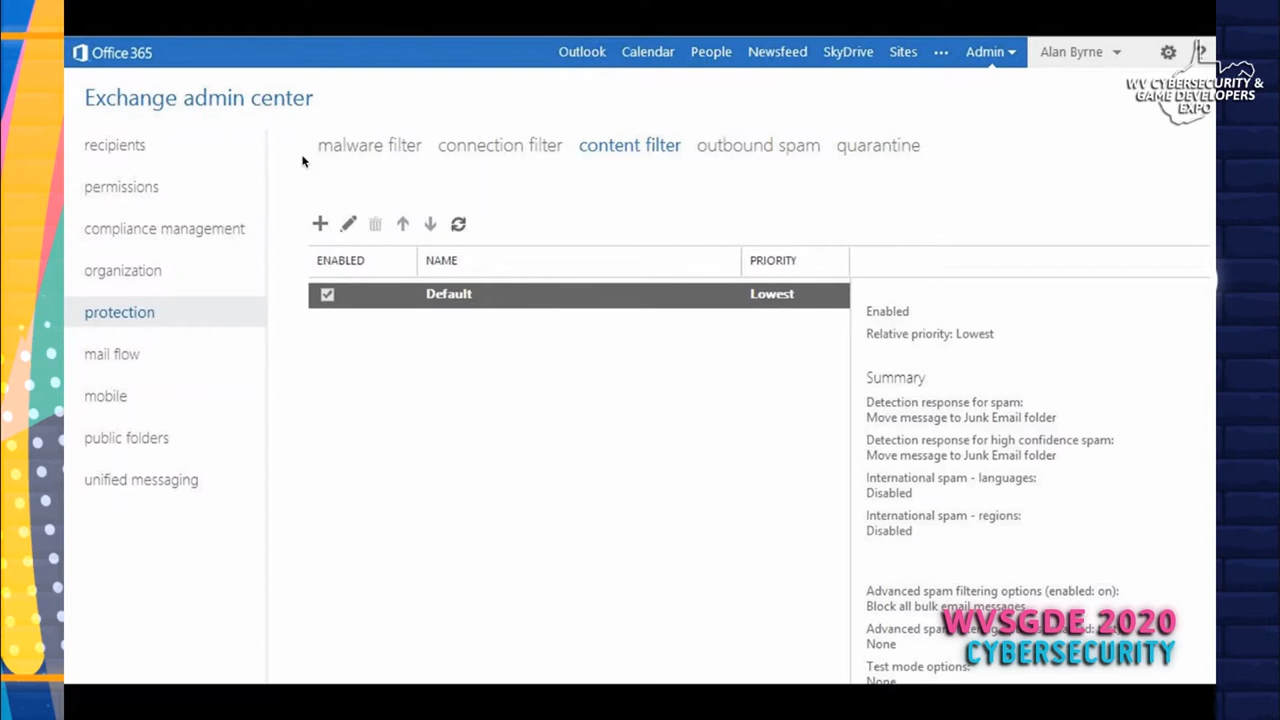 Office 365
Outlook Calendar People Newsfeed SkyDrive Sites ••• Admin Alan Byrne
WV CYBERSECURITY &
GAME DEVELOPERS
EXPO
Exchange admin center
recipients
permissions
compliance management
organization
protection
mail flow
mobile
public folders
unified messaging
malware filter connection filter content filter outbound spam quarantine
ENABLED NAME PRIORITY
Default Lowest
Enabled
Relative priority: Lowest
Summary
Detection response for spam:
Move message to Junk Email folder
Detection response for high confidence spam:
Move message to Junk Email folder
International spam - languages:
Disabled
International spam - regions:
Disabled
Advanced spam filtering options (enabled: on):
Block all bulk email messages
Advanced
None
Test mode options:
None
WVSGDE 2020
CYBERSECURITY